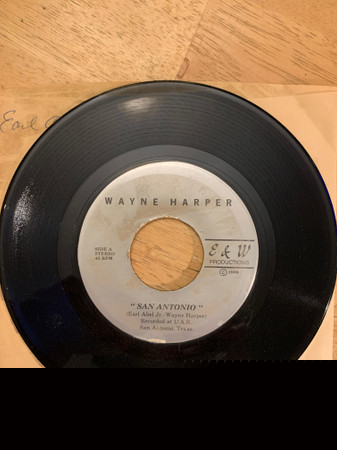 Earl
WAYNE HARPER
SIDE A
STEREO
45 RPM
E & W
PRODUCTIONS
"SAN ANTONIO"
(Earl Abel Jr.-Wayne Harper)
Recorded at U.A.R.
San Antonio, Texas